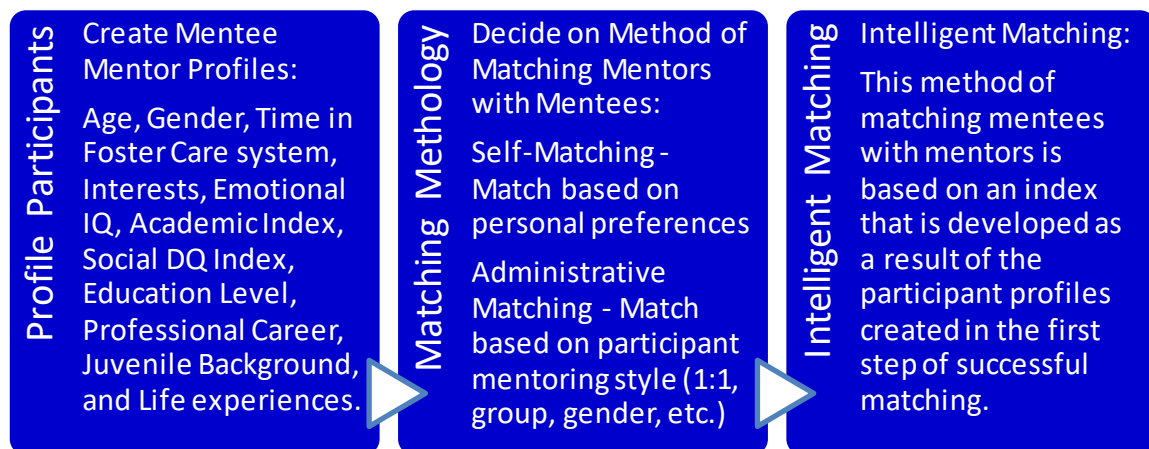 Profile Participants
Create Mentee
Mentor Profiles:
Age, Gender, Time in
Foster Care system,
Interests, Emotional
IQ, Academic Index,
Social DQ Index,
Education Level,
Professional Career,
Juvenile Background,
and Life experiences.
Matching Methology
Decide on Method of
Matching Mentors
with Mentees:
Self-Matching -
Match based on
personal preferences
Administrative
Matching - Match
based on participant
mentoring style (1:1,
group, gender, etc.)
Intelligent Matching
Intelligent Matching:
This method of
matching mentees
with mentors is
based on an index
that is developed as
a result of the
participant profiles
created in the first
step of successful
matching.